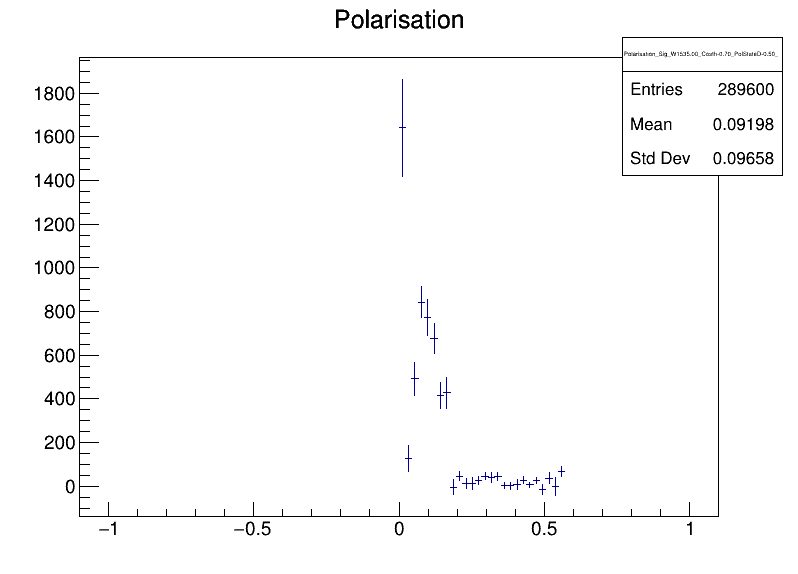 Polarisation
Polarisation_Sig_W1535.00_Costh-0.70_PolStateD-0.50_
Entries 289600
Mean 0.09198
Std Dev 0.09658
1800
1600
1400
1200
1000
800
600
400
200
0
−1 −0.5 0 0.5 1